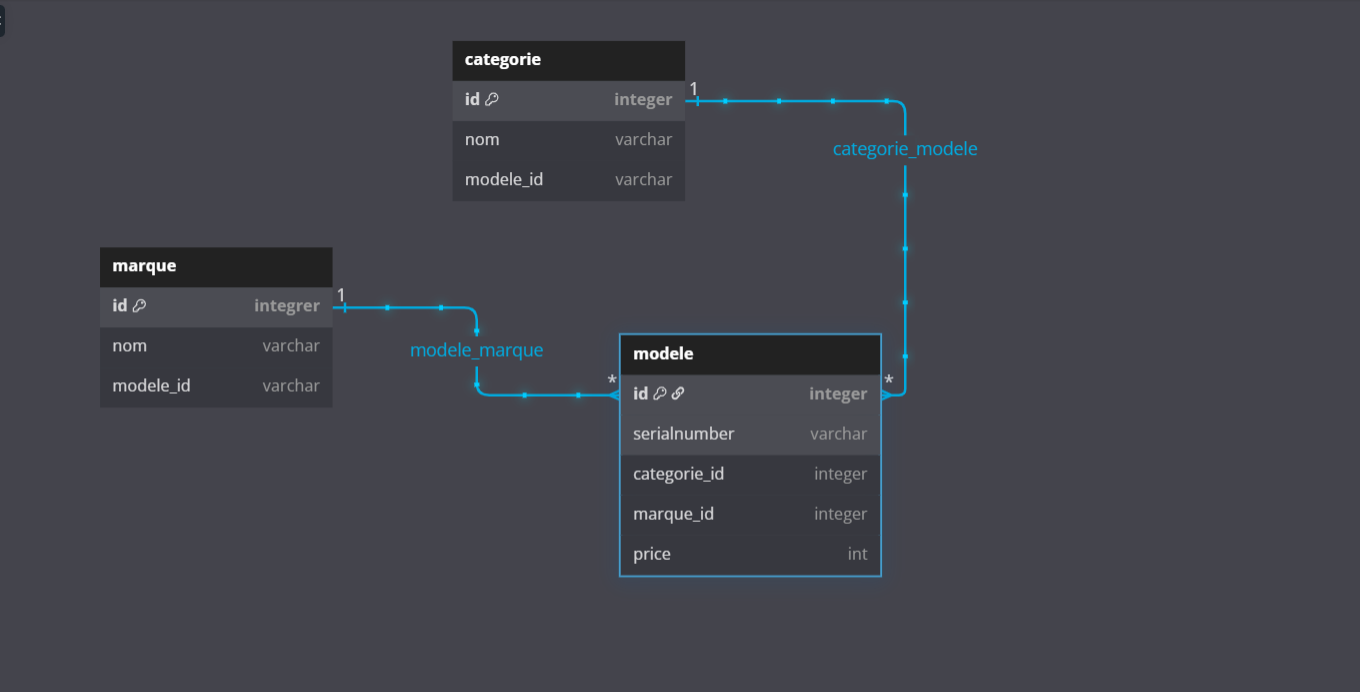 categorie
id integer
nom varchar
modele_id varchar
1
categorie_modele
marque
id integrer
nom varchar
modele_id varchar
1
modele_marque
*
modele
*
id integer
serialnumber varchar
categorie_id integer
marque_id integer
price int